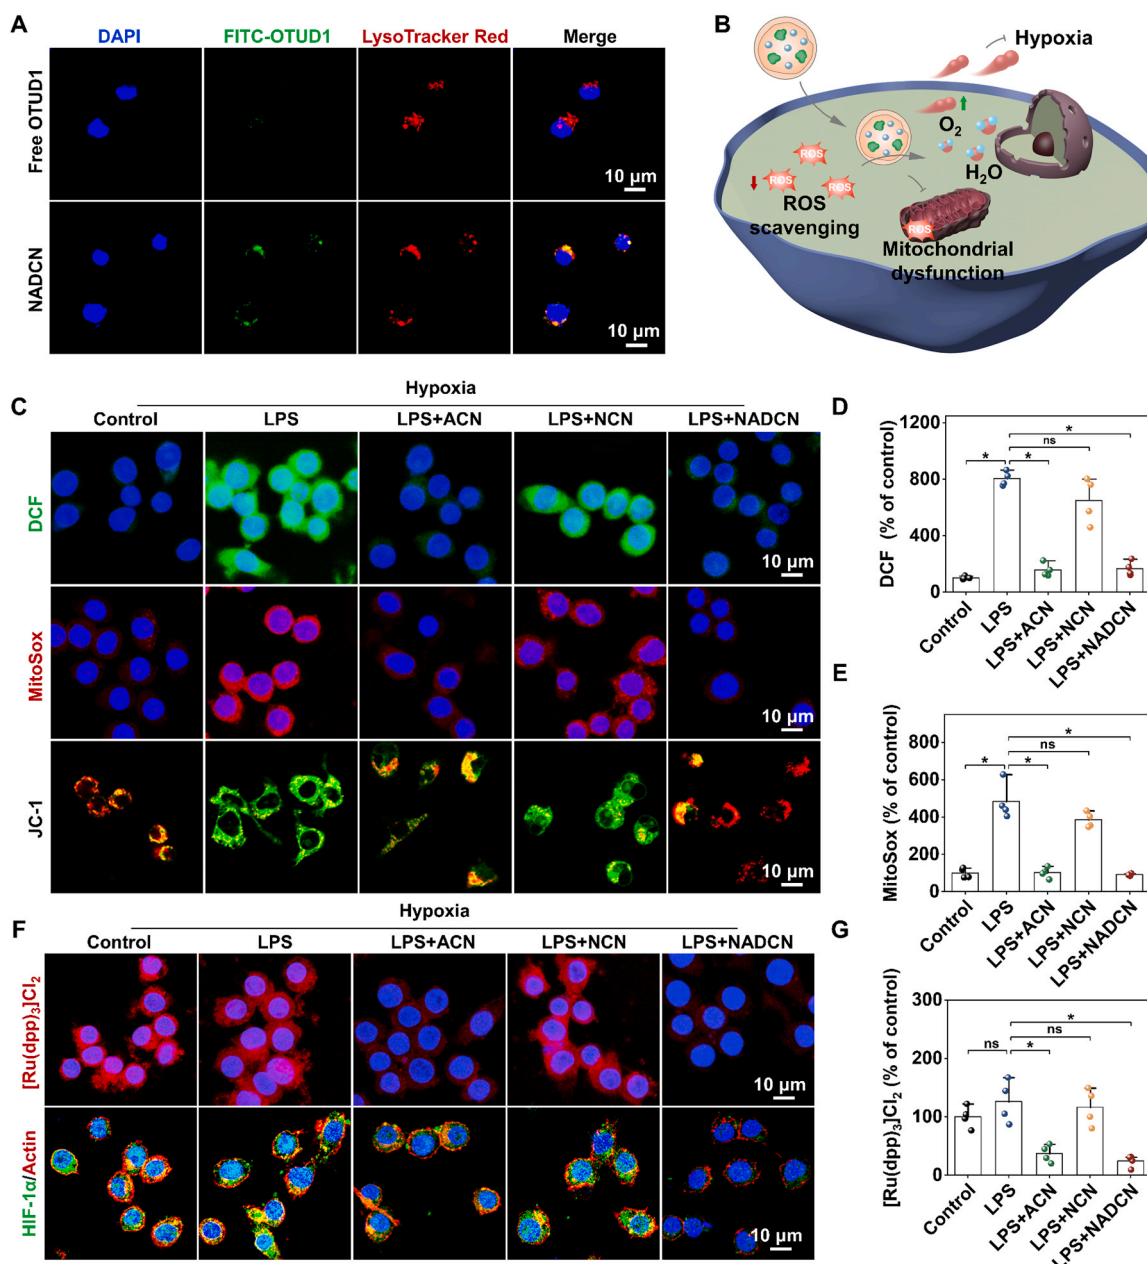 A
DAPI
FITC-OTUD1
LysoTracker Red
Merge
Free OTUD1
10 µm
NADCN
10 µm
B
Hypoxia
O2
H2O
ROS
ROS
ROS
ROS
scavenging
ROS
Mitochondrial
dysfunction
C
Hypoxia
Control
LPS
LPS+ACN
LPS+NCN
LPS+NADCN
DCF
10 µm
MitoSox
10 µm
JC-1
10 µm
D
DCF (% of control)
1200
800
400
0
*
ns
*
*
Control
LPS
LPS+ACN
LPS+NCN
LPS+NADCN
E
MitoSox (% of control)
800
600
400
200
0
*
ns
*
*
Control
LPS
LPS+ACN
LPS+NCN
LPS+NADCN
F
Hypoxia
Control
LPS
LPS+ACN
LPS+NCN
LPS+NADCN
[Ru(dpp)3]Cl2
10 µm
HIF-1α/Actin
10 µm
G
[Ru(dpp)3]Cl2 (% of control)
300
200
100
0
*
ns
ns
*
Control
LPS
LPS+ACN
LPS+NCN
LPS+NADCN